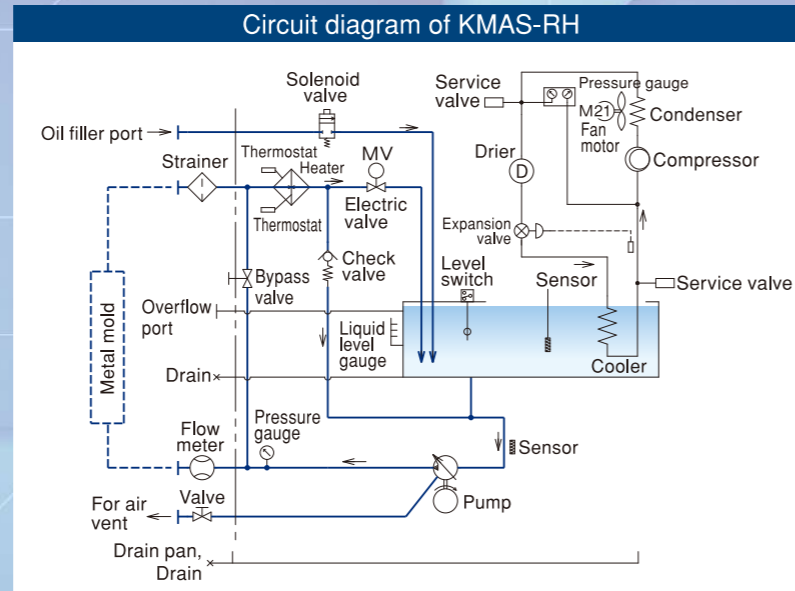 Circuit diagram of KMAS-RH
Solenoid
valve
Service
valve
Pressure gauge
M21
Fan
motor
Condenser
Oil filler port
Strainer
Thermostat
Heater
MV
Drier
D
Compressor
Thermostat
Electric
valve
Expansion
valve
Bypass
valve
Check
valve
Level
switch
Sensor
Service valve
Overflow
port
Liquid
level
gauge
Metal mold
Cooler
Drain
Flow
meter
Pressure
gauge
Sensor
For air
vent
Valve
Pump
Drain pan,
Drain